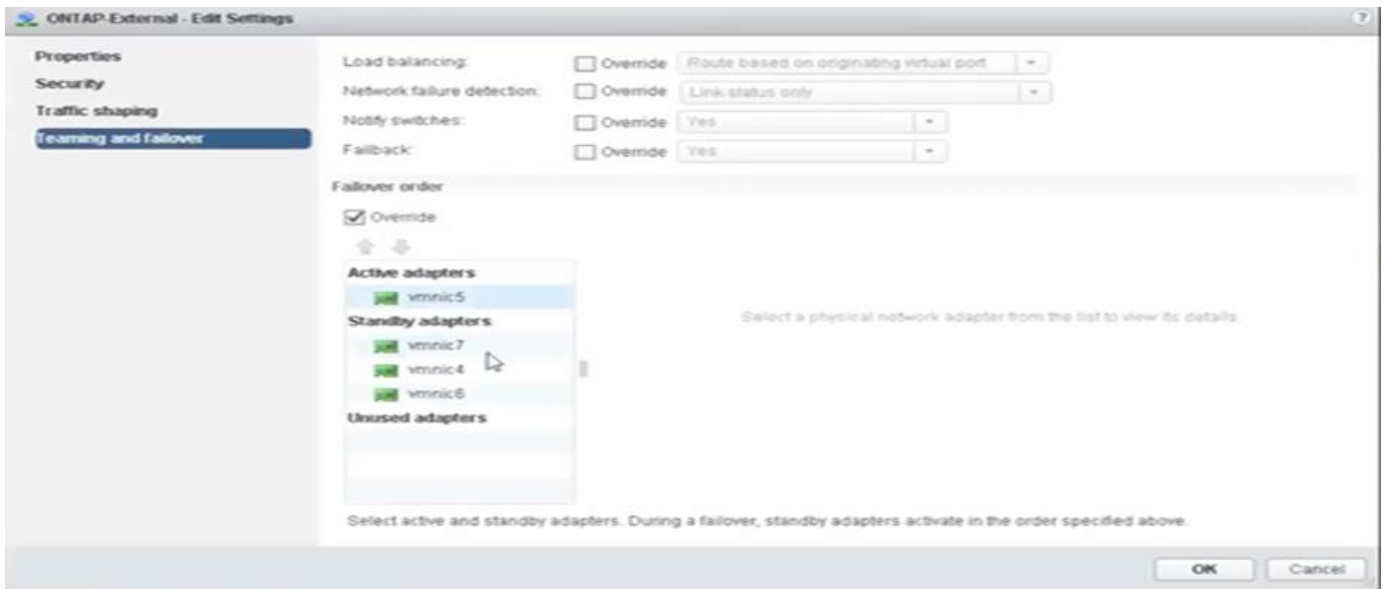 ONTAP-External - Edit Settings
?
Properties
Security
Traffic shaping
Teaming and failover
Load balancing: Override Route based on originating virtual port
Network failure detection: Override Link status only
Notify switches: Override Yes
Failback: Override Yes
Failover order
Override
Active adapters
vmnic5
Standby adapters
vmnic7
vmnic4
vmnic6
Unused adapters
Select a physical network adapter from the list to view its details.
Select active and standby adapters. During a failover, standby adapters activate in the order specified above.
OK Cancel